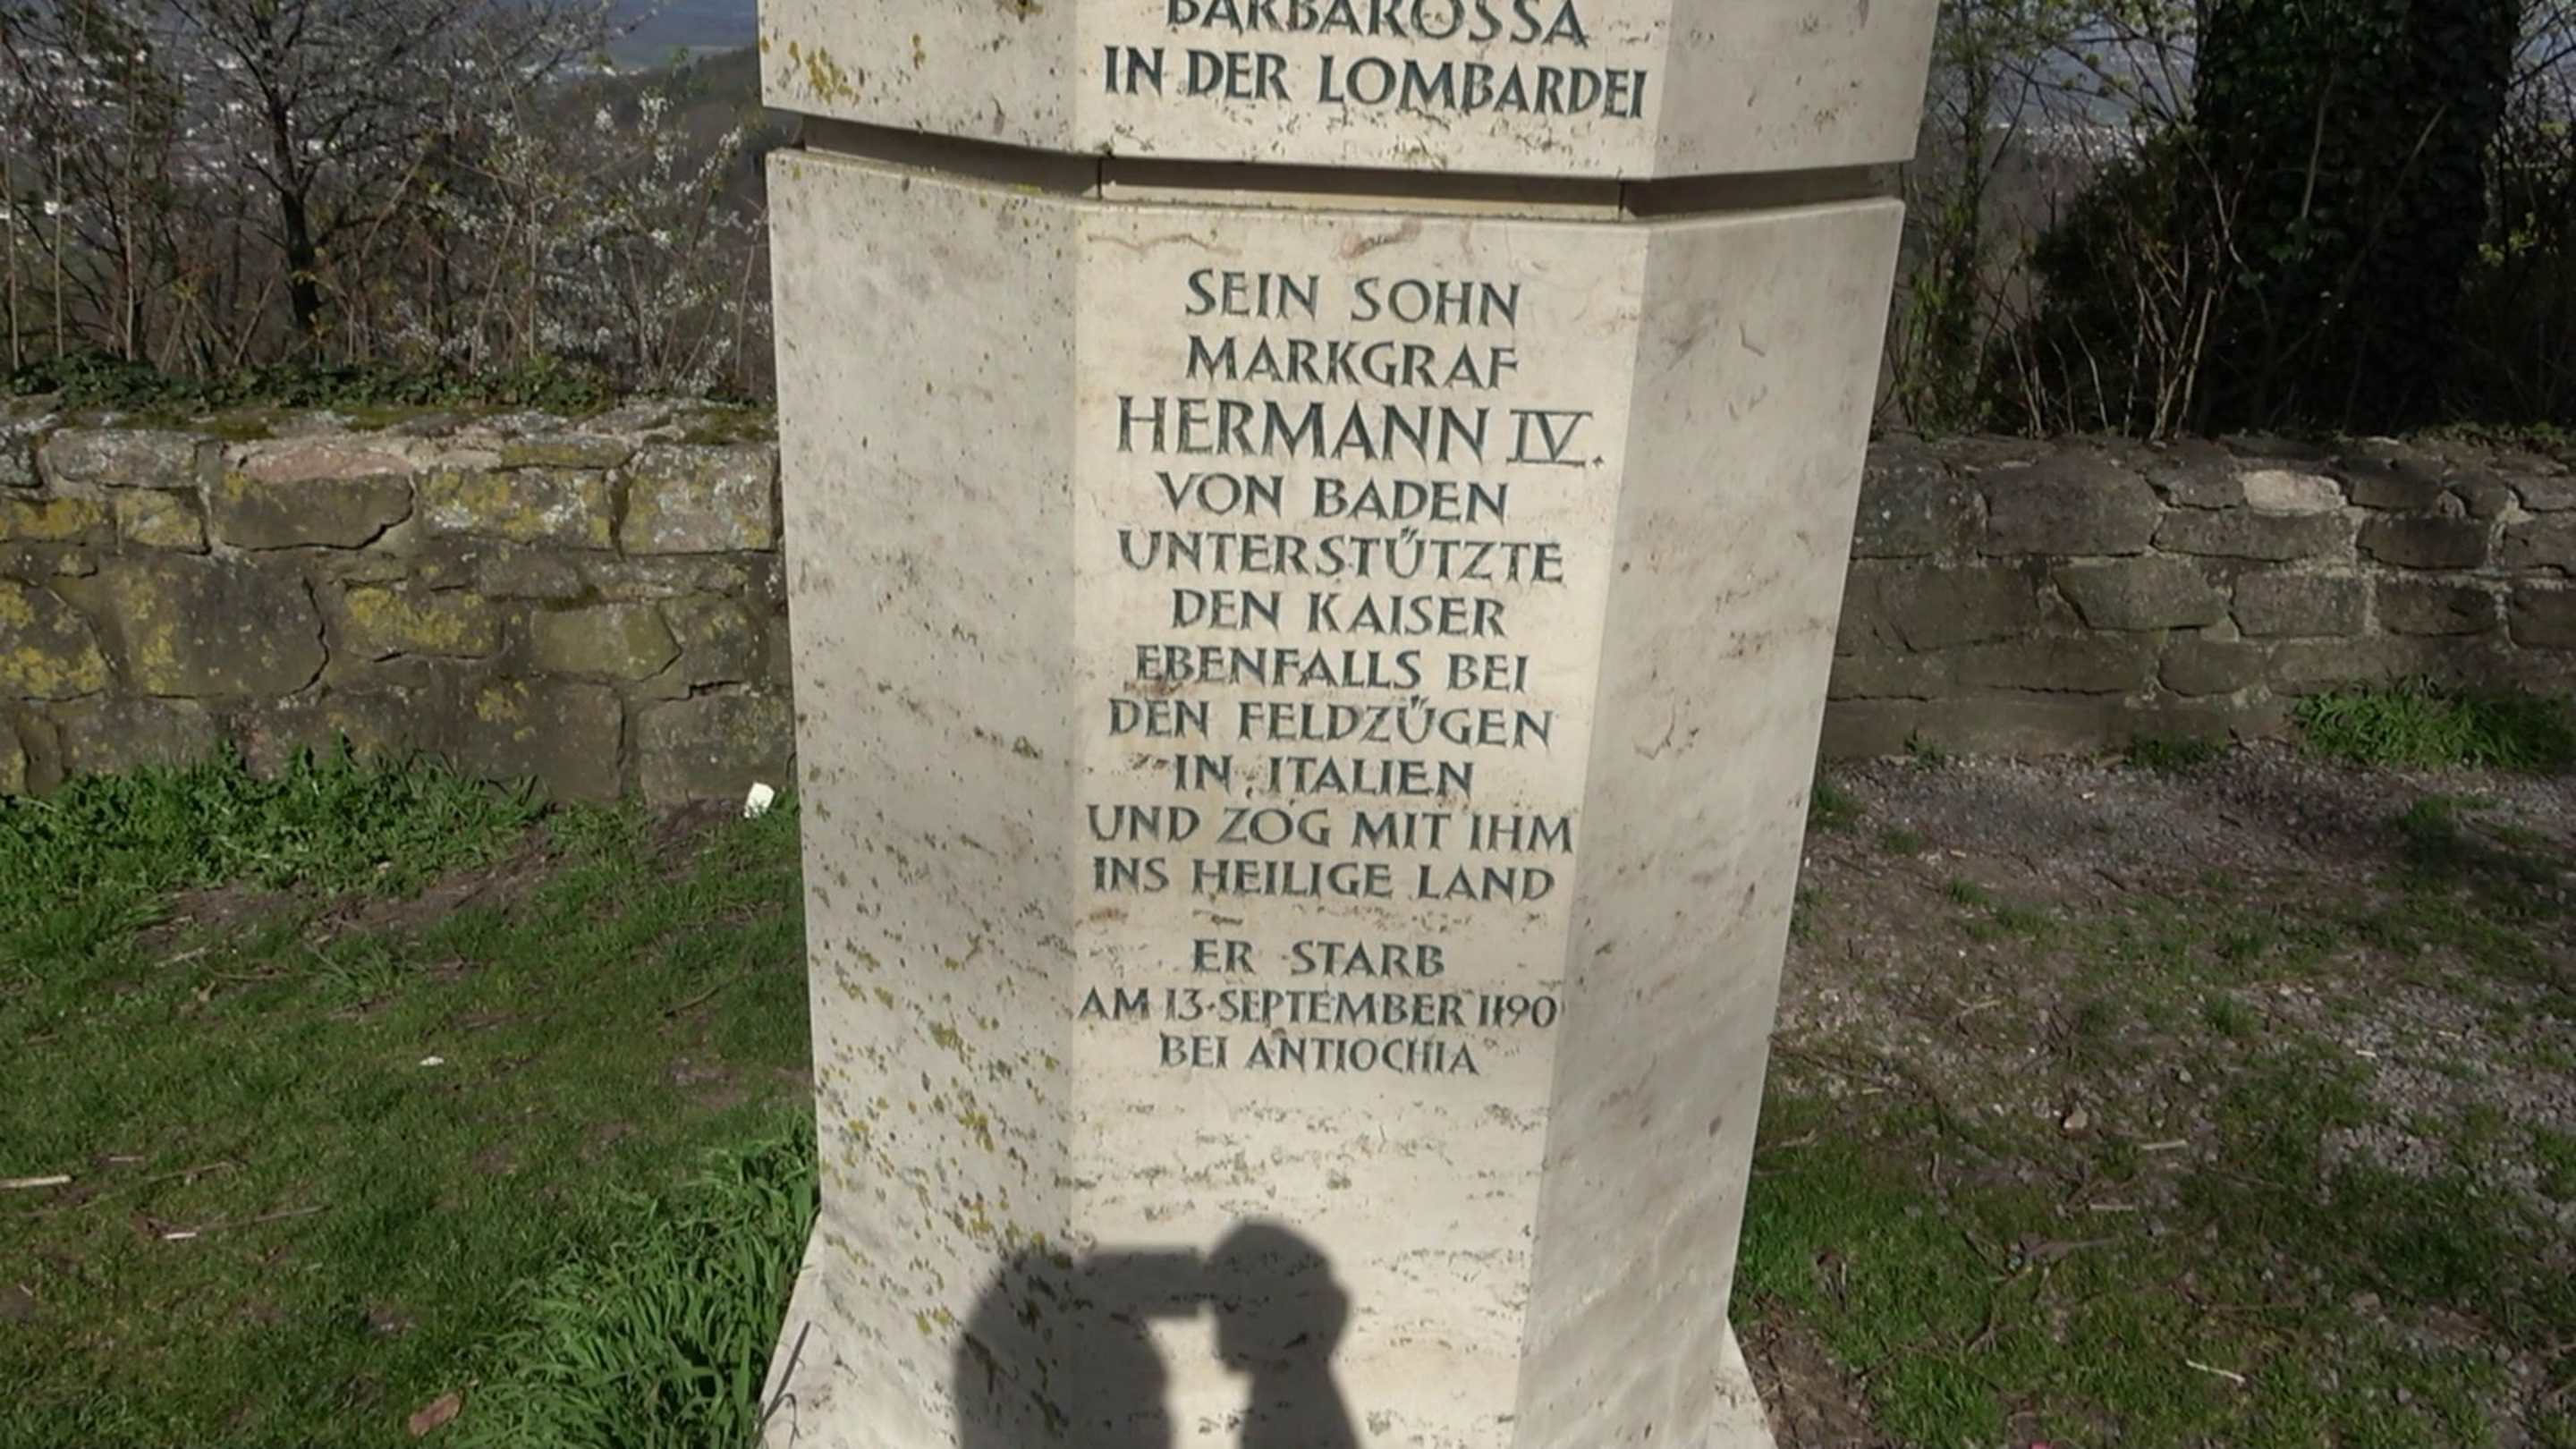 BARBAROSSA
IN DER LOMBARDEI
SEIN SOHN
MARKGRAF
HERMANN IV.
VON BADEN
UNTERSTÜTZTE
DEN KAISER
EBENFALLS BEI
DEN FELDZÜGEN
IN ITALIEN
UND ZOG MIT IHM
INS HEILIGE LAND
ER STARB
AM 13·SEPTEMBER 1190
BEI ANTIOCHIA